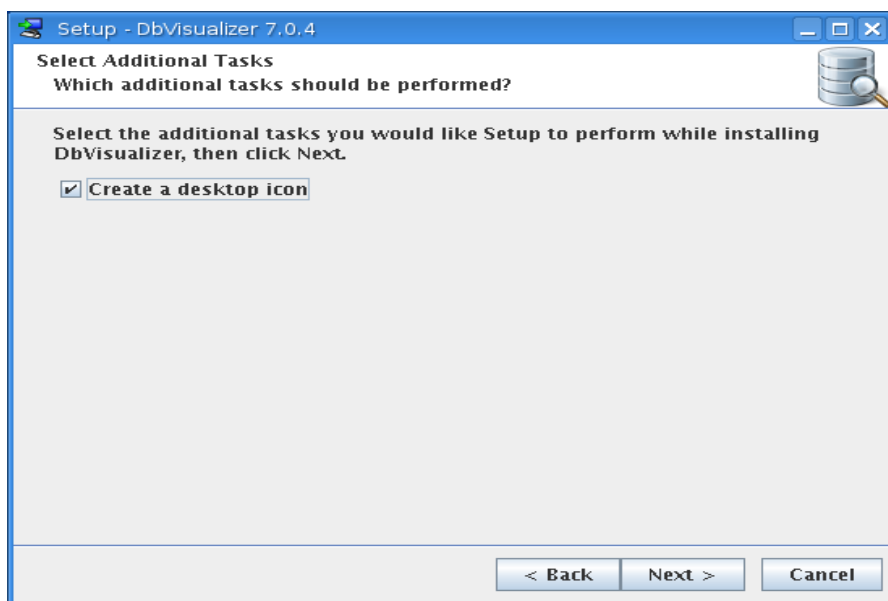 Setup - DbVisualizer 7.0.4
Select Additional Tasks
Which additional tasks should be performed?
Select the additional tasks you would like Setup to perform while installing
DbVisualizer, then click Next.
Create a desktop icon
< Back Next > Cancel